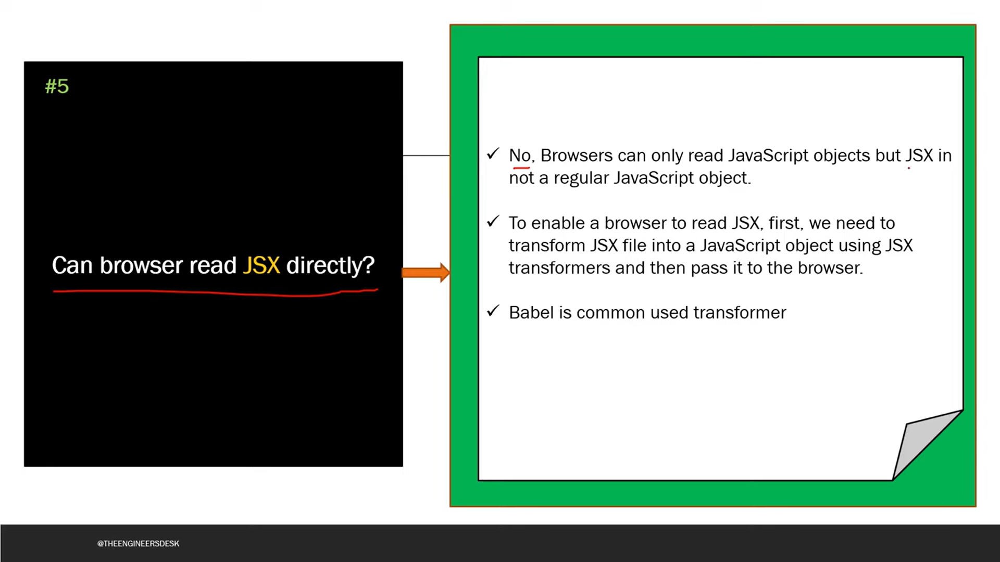 #5
Can browser read JSX directly?
✓ No, Browsers can only read JavaScript objects but JSX in
not a regular JavaScript object.
✓ To enable a browser to read JSX, first, we need to
transform JSX file into a JavaScript object using JSX
transformers and then pass it to the browser.
✓ Babel is common used transformer
@THEENGINEERSDESK